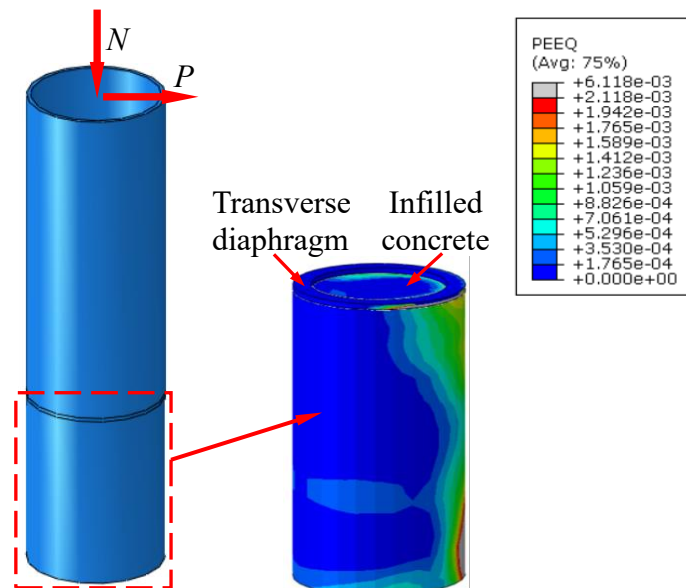 N
P
Transverse
diaphragm
Infilled
concrete
PEEQ
(Avg: 75%)
+6.118e-03
+2.118e-03
+1.942e-03
+1.765e-03
+1.589e-03
+1.412e-03
+1.236e-03
+1.059e-03
+8.826e-04
+7.061e-04
+5.296e-04
+3.530e-04
+1.765e-04
+0.000e+00